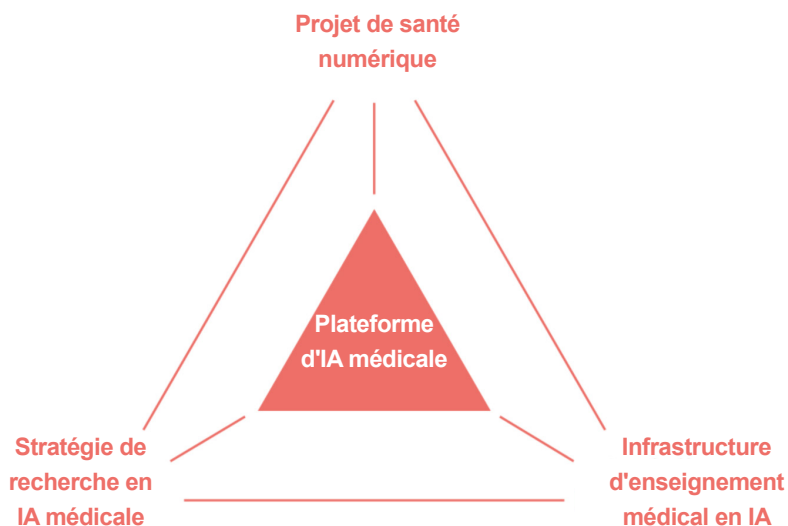 Projet de santé
numérique
Plateforme
d'IA médicale
Stratégie de
recherche en
IA médicale
Infrastructure
d'enseignement
médical en IA